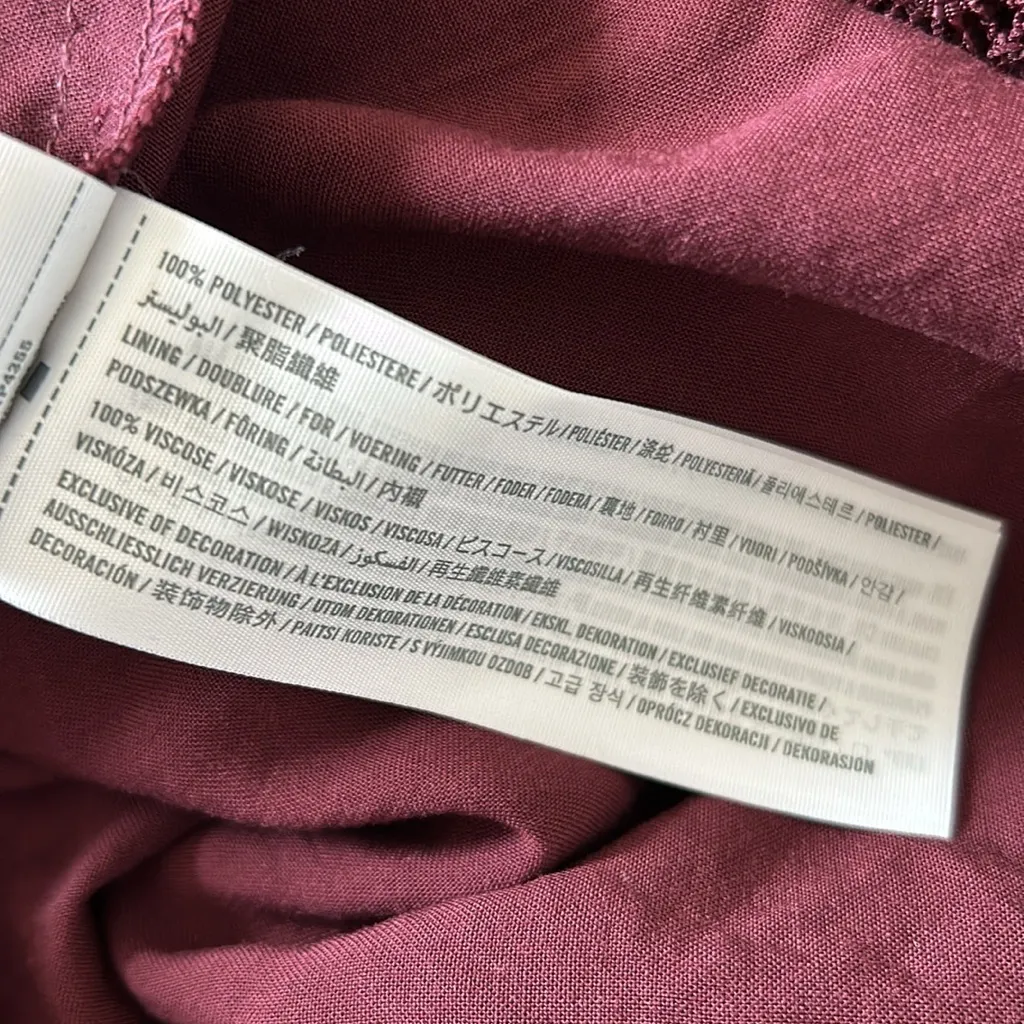 100% POLYESTER / POLIESTERE / ポリエステル / POLIÉSTER / 涤纶 / POLYESTERIÄ / 폴리에스테르 / POLIESTER /
البوليستر / 聚脂纖維
LINING / DOUBLURE / FOR / VOERING / FUTTER / FODER / FODERA / 裏地 / FORRO / 衬里 / VUORI / PODŠÍVKA / 안감 /
PODSZEWKA / FÔRING / البطانة / 内襯
100% VISCOSE / VISKOSE / VISKOS / VISCOSA / ビスコース / VISCOSILLA / 再生纤维素纤维 / VISKOOSIA /
VISKÓZA / 비스코스 / WISKOZA / الفسكوز / 再生纖維素纖維
EXCLUSIVE OF DECORATION / À L'EXCLUSION DE LA DÉCORATION / EKSKL. DEKORATION / EXCLUSIEF DECORATIE /
AUSSCHLIESSLICH VERZIERUNG / UTOM DEKORATIONEN / ESCLUSA DECORAZIONE / 装飾を除く / EXCLUSIVO DE
DECORACIÓN / 装饰物除外 / PAITSI KORISTE / S VÝJIMKOU OZDOB / 고급 장식 / OPRÓCZ DEKORACJI / DEKORASJON